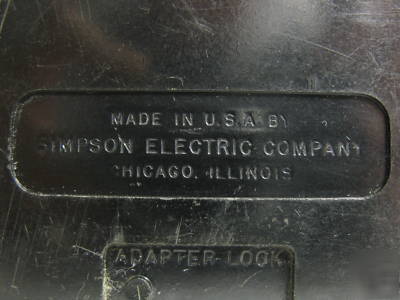 MADE IN U.S.A. BY
SIMPSON ELECTRIC COMPANY
CHICAGO, ILLINOIS
ADAPTER-LOCK